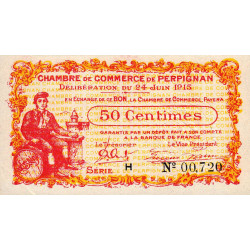 CHAMBRE DE COMMERCE DE PERPIGNAN
DÉLIBÉRATION DU 24 JUIN 1915
EN ÉCHANGE DE CE BON, LA CHAMBRE DE COMMERCE, PAYERA
50 Centimes
GARANTIE PAR UN DÉPÔT FAIT A SON COMPTE
A LA BANQUE DE FRANCE
Le Trésorier Le Vice Président
SÉRIE H Nº 00,720